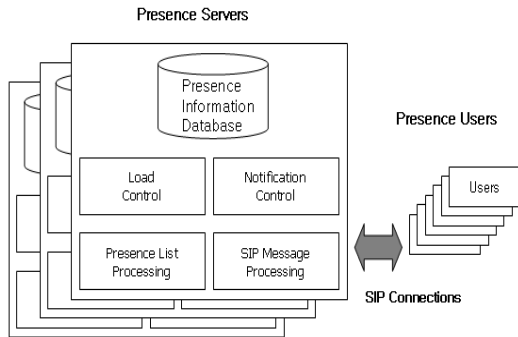 Presence Servers
Presence
Information
Database
Load
Control
Notification
Control
Presence List
Processing
SIP Message
Processing
Presence Users
Users
SIP Connections